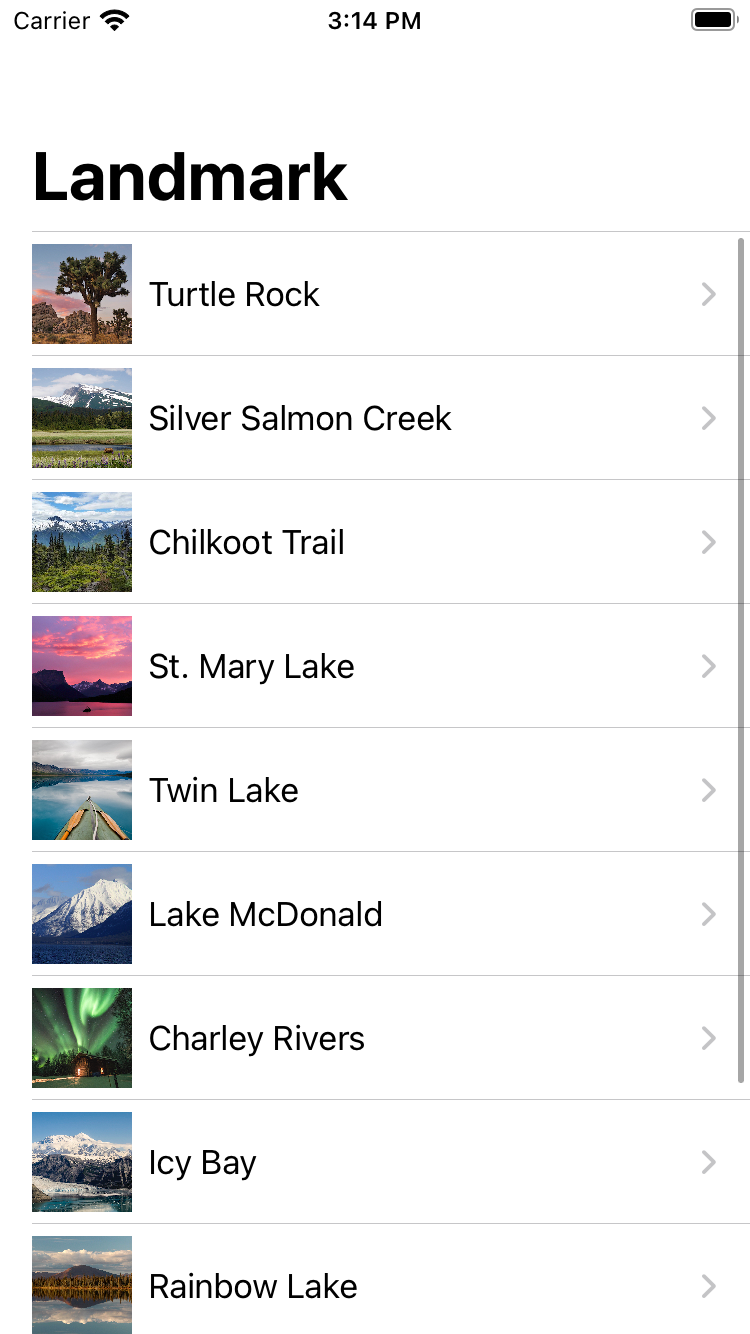 Carrier 3:14 PM
Landmark
Turtle Rock
Silver Salmon Creek
Chilkoot Trail
St. Mary Lake
Twin Lake
Lake McDonald
Charley Rivers
Icy Bay
Rainbow Lake